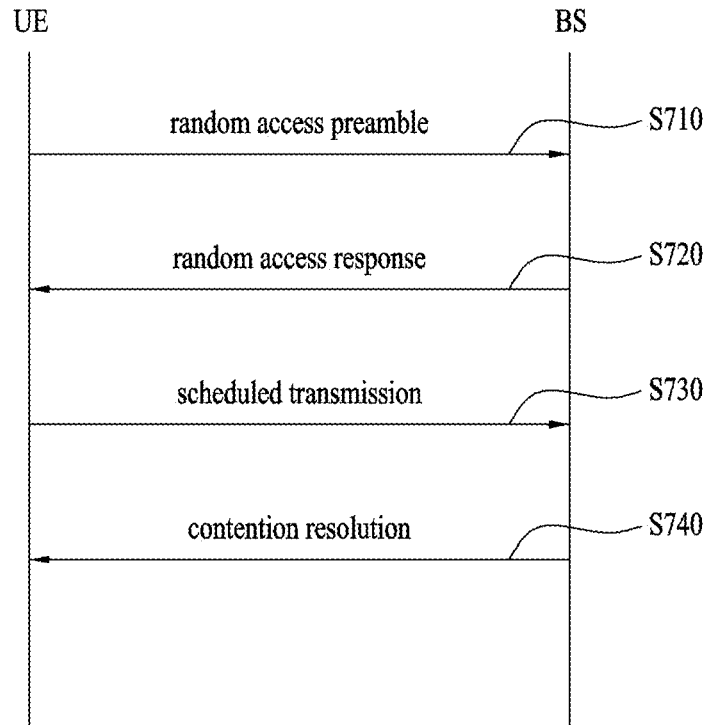 UE
BS
random access preamble
S710
random access response
S720
scheduled transmission
S730
contention resolution
S740